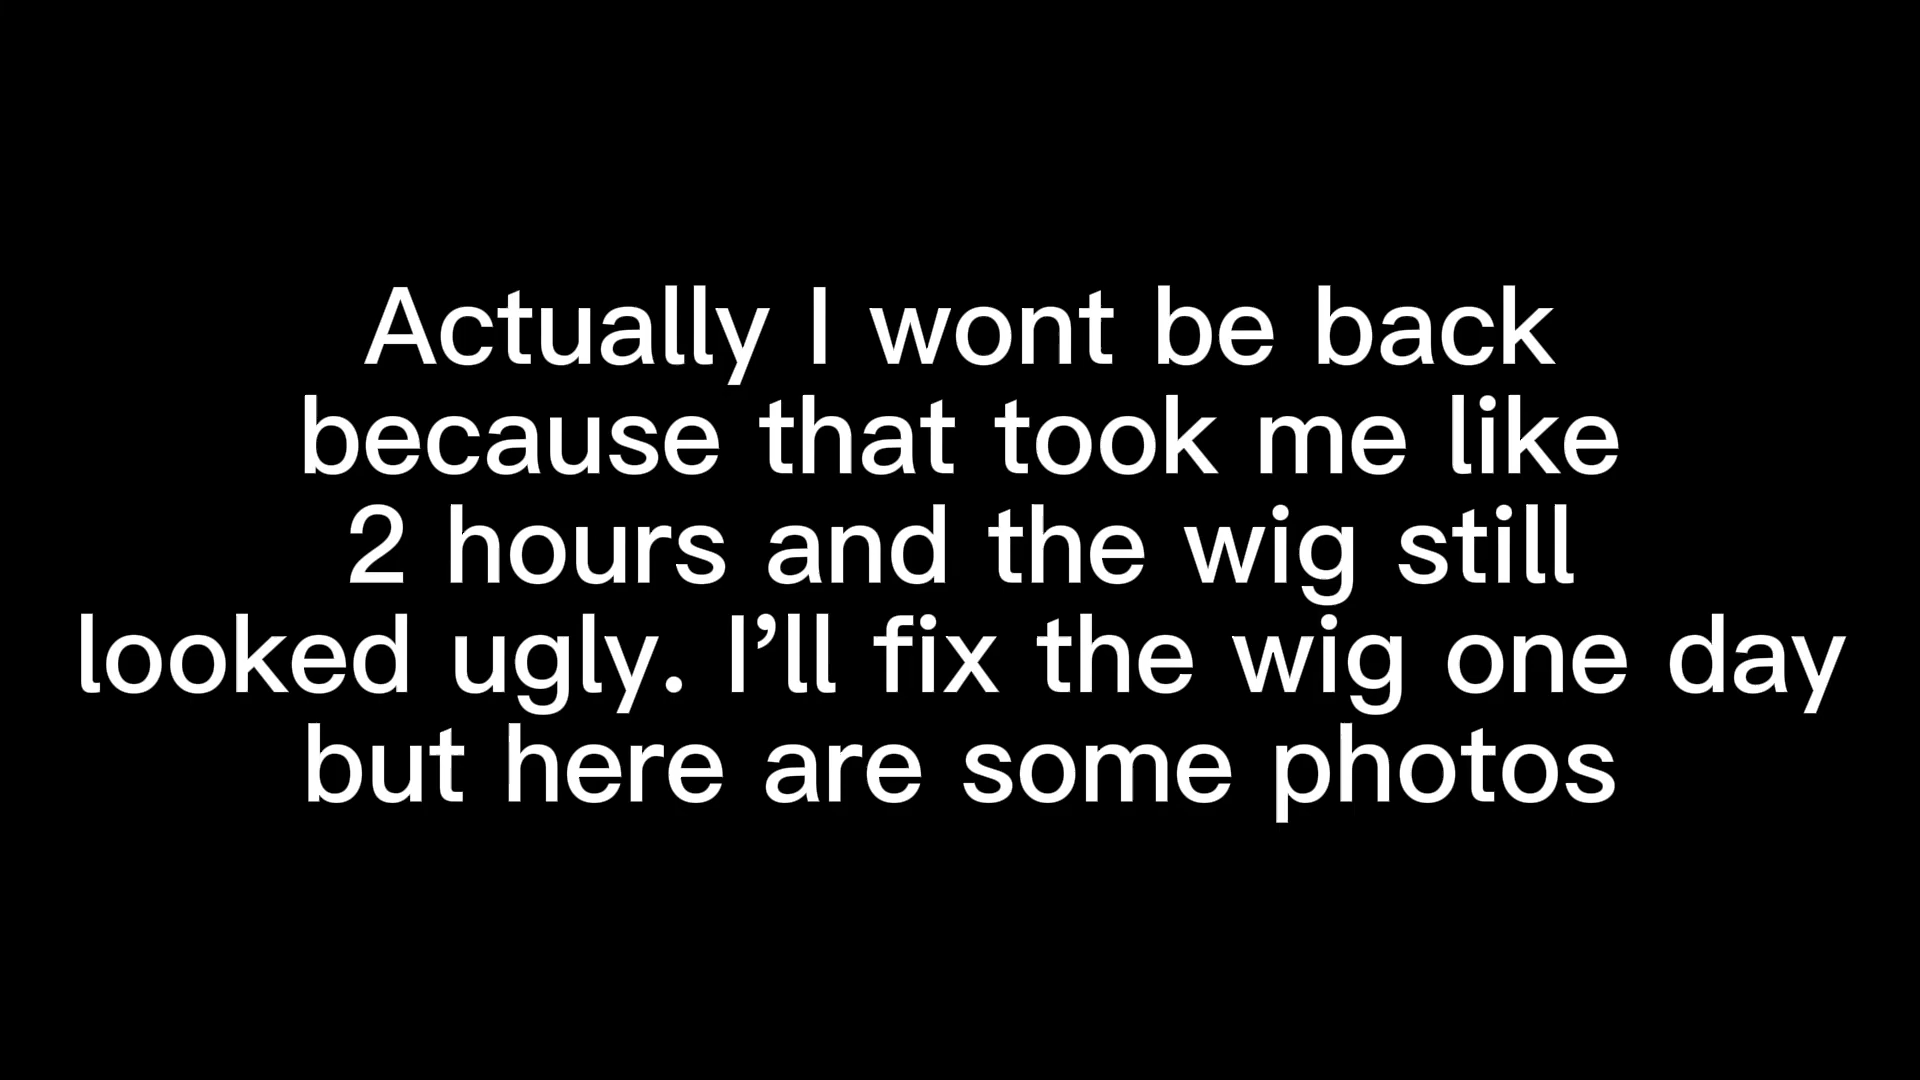 Actually I wont be back
because that took me like
2 hours and the wig still
looked ugly. I’ll fix the wig one day
but here are some photos